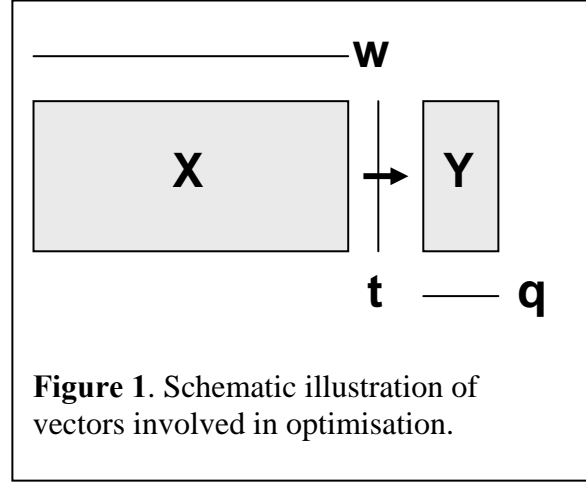 w
X
Y
t
q
Figure 1. Schematic illustration of
vectors involved in optimisation.